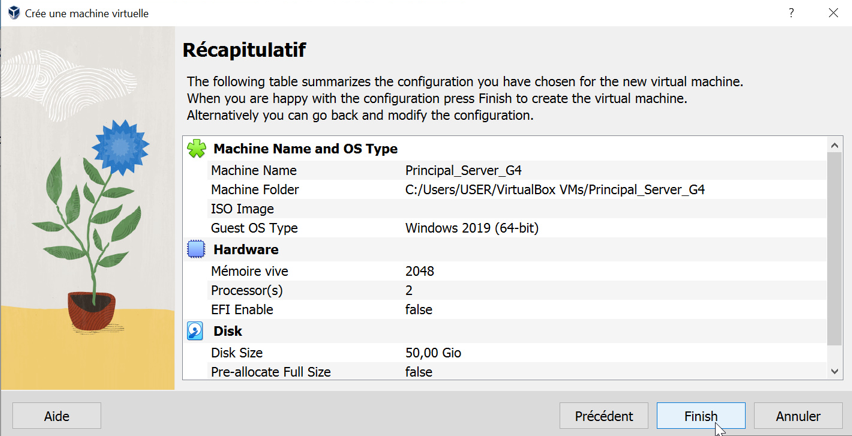 Crée une machine virtuelle
Récapitulatif
The following table summarizes the configuration you have chosen for the new virtual machine.
When you are happy with the configuration press Finish to create the virtual machine.
Alternatively you can go back and modify the configuration.
Machine Name and OS Type
Machine Name Principal_Server_G4
Machine Folder C:/Users/USER/VirtualBox VMs/Principal_Server_G4
ISO Image
Guest OS Type Windows 2019 (64-bit)
Hardware
Mémoire vive 2048
Processor(s) 2
EFI Enable false
Disk
Disk Size 50,00 Gio
Pre-allocate Full Size false
Aide Précédent Finish Annuler